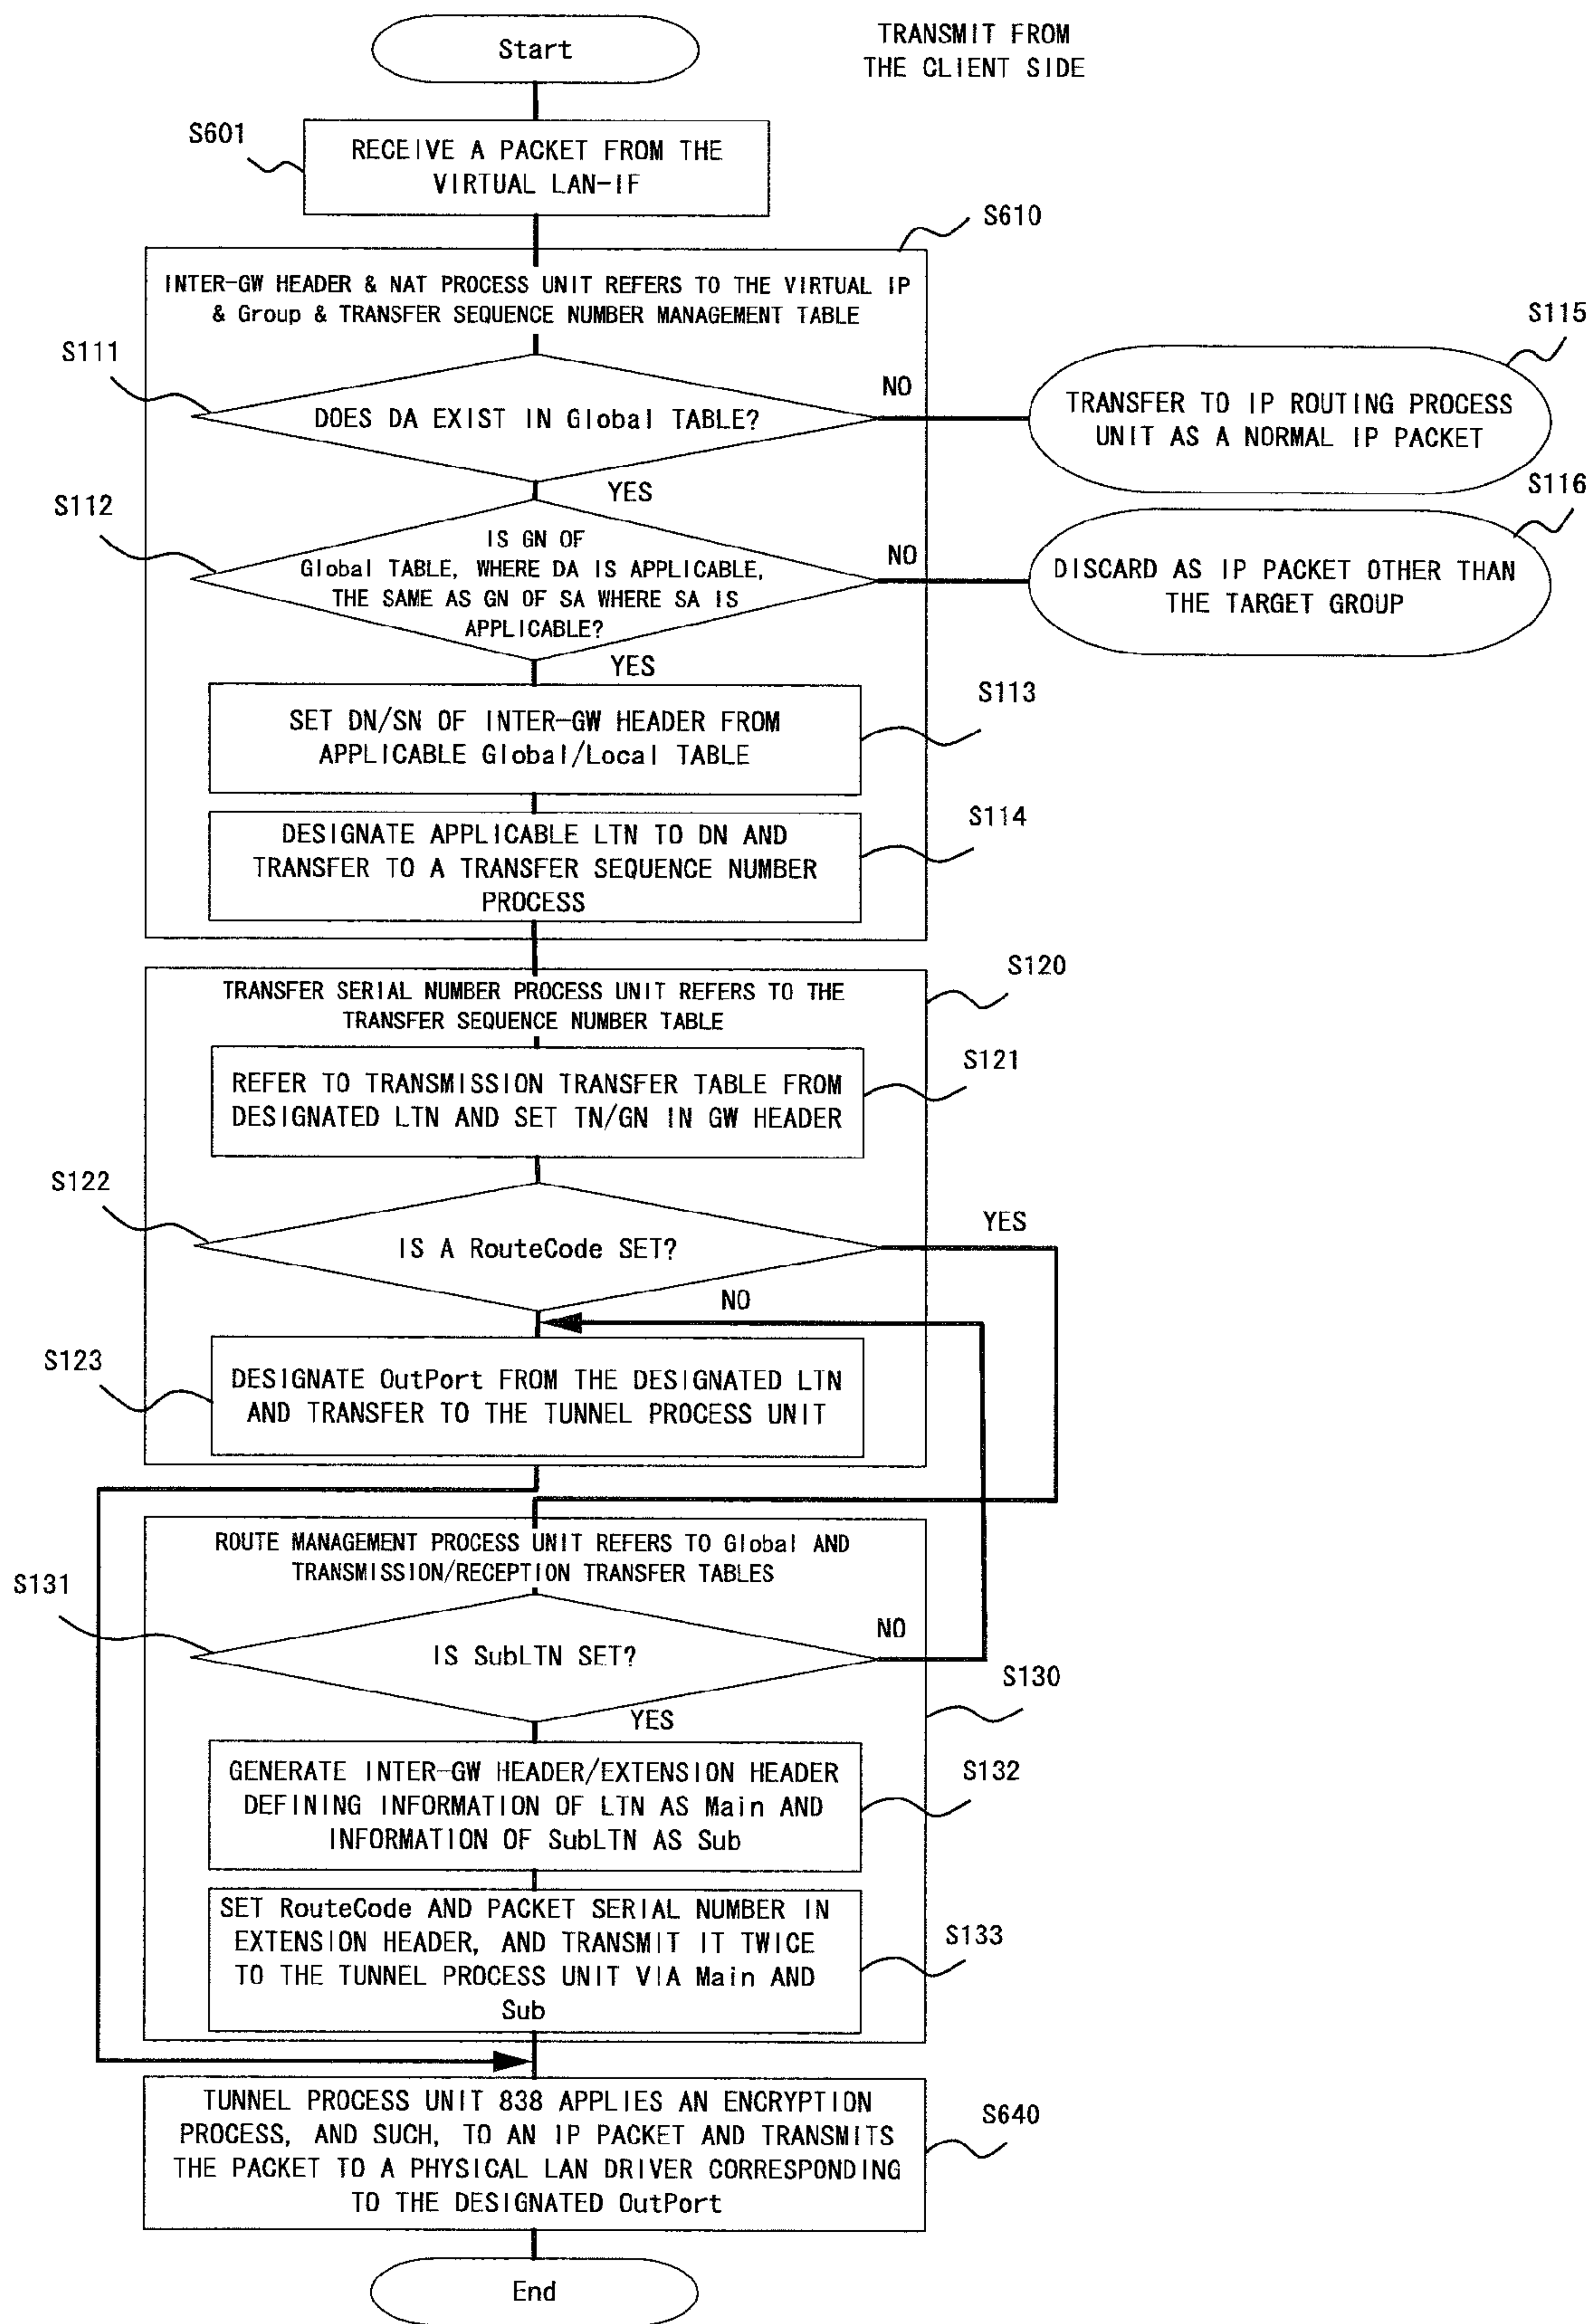 Start
TRANSMIT FROM
THE CLIENT SIDE
S601
RECEIVE A PACKET FROM THE
VIRTUAL LAN-IF
S610
INTER-GW HEADER & NAT PROCESS UNIT REFERS TO THE VIRTUAL IP
& Group & TRANSFER SEQUENCE NUMBER MANAGEMENT TABLE
S111
DOES DA EXIST IN Global TABLE?
NO
S115
TRANSFER TO IP ROUTING PROCESS
UNIT AS A NORMAL IP PACKET
YES
S112
IS GN OF
Global TABLE, WHERE DA IS APPLICABLE,
THE SAME AS GN OF SA WHERE SA IS
APPLICABLE?
NO
S116
DISCARD AS IP PACKET OTHER THAN
THE TARGET GROUP
YES
S113
SET DN/SN OF INTER-GW HEADER FROM
APPLICABLE Global/Local TABLE
S114
DESIGNATE APPLICABLE LTN TO DN AND
TRANSFER TO A TRANSFER SEQUENCE NUMBER
PROCESS
S120
TRANSFER SERIAL NUMBER PROCESS UNIT REFERS TO THE
TRANSFER SEQUENCE NUMBER TABLE
S121
REFER TO TRANSMISSION TRANSFER TABLE FROM
DESIGNATED LTN AND SET TN/GN IN GW HEADER
S122
IS A RouteCode SET?
YES
NO
S123
DESIGNATE OutPort FROM THE DESIGNATED LTN
AND TRANSFER TO THE TUNNEL PROCESS UNIT
ROUTE MANAGEMENT PROCESS UNIT REFERS TO Global AND
TRANSMISSION/RECEPTION TRANSFER TABLES
S131
IS SubLTN SET?
NO
S130
YES
S132
GENERATE INTER-GW HEADER/EXTENSION HEADER
DEFINING INFORMATION OF LTN AS Main AND
INFORMATION OF SubLTN AS Sub
S133
SET RouteCode AND PACKET SERIAL NUMBER IN
EXTENSION HEADER, AND TRANSMIT IT TWICE
TO THE TUNNEL PROCESS UNIT VIA Main AND
Sub
S640
TUNNEL PROCESS UNIT 838 APPLIES AN ENCRYPTION
PROCESS, AND SUCH, TO AN IP PACKET AND TRANSMITS
THE PACKET TO A PHYSICAL LAN DRIVER CORRESPONDING
TO THE DESIGNATED OutPort
End